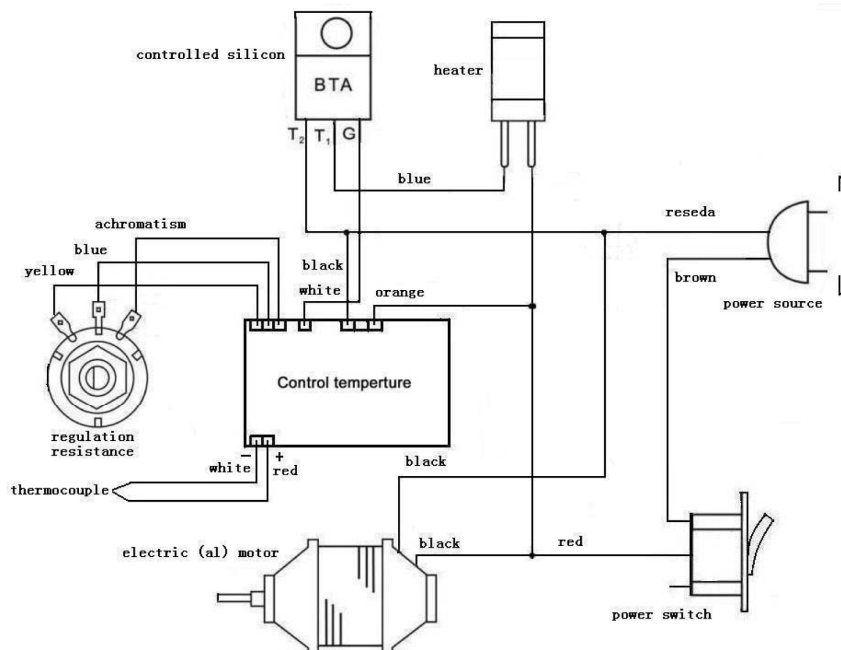 controlled silicon
BTA
T2 T1 G
heater
blue
achromatism
blue
yellow
black
white
orange
reseda
brown
power source
Control temperture
regulation
resistance
- +
white red
thermocouple
black
electric (al) motor
black
red
power switch